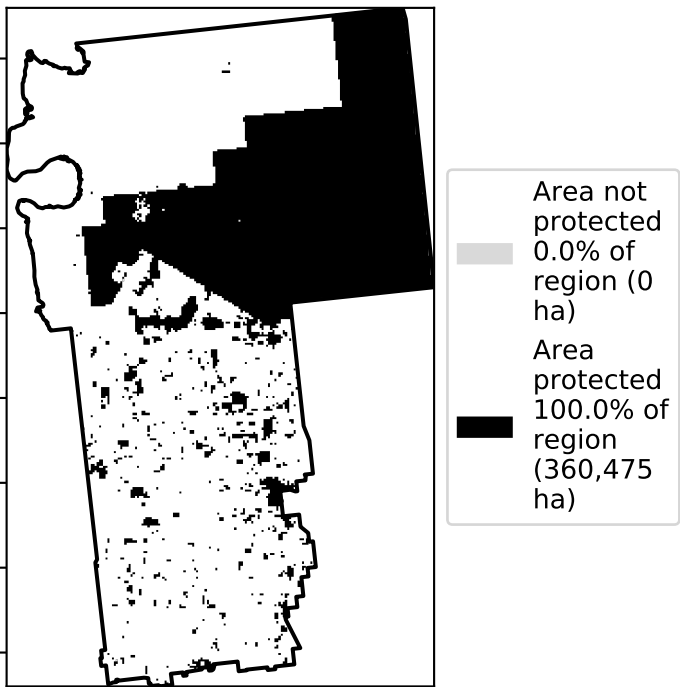 Area not
protected
0.0% of
region (0
ha)
Area
protected
100.0% of
region
(360,475
ha)